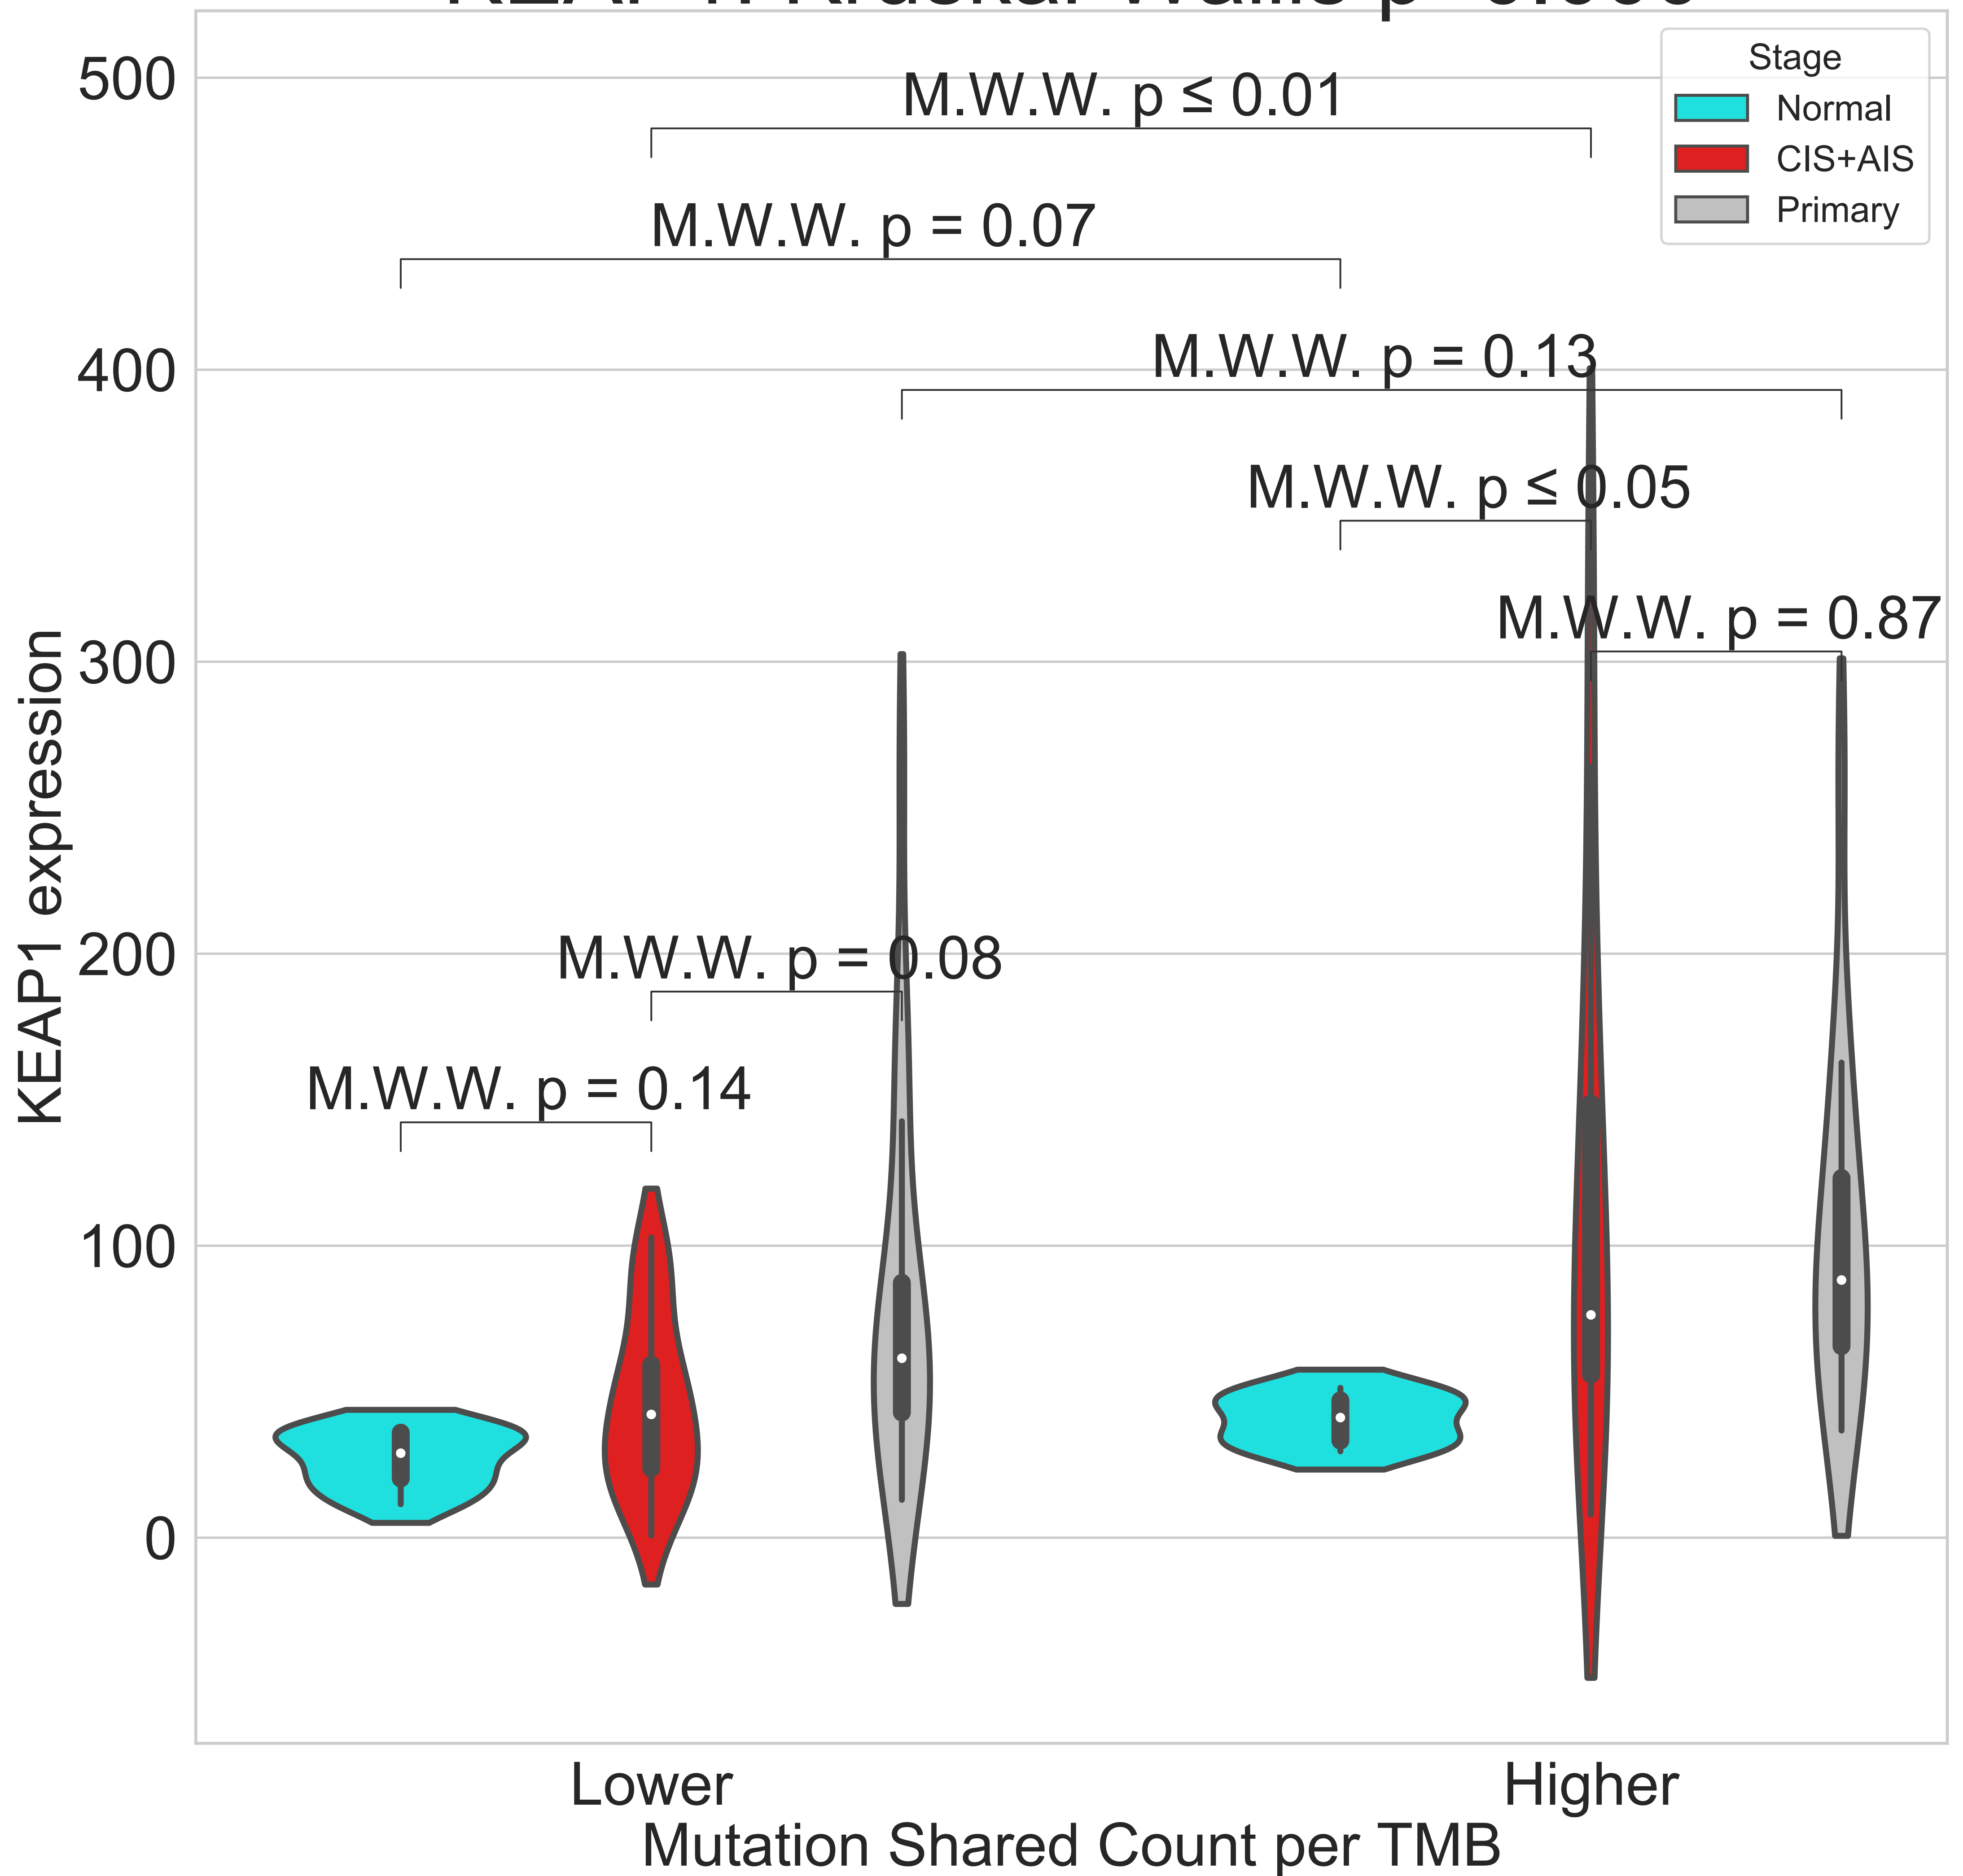 500
400
300
200
100
0
KEAP1 expression
Stage
Normal
CIS+AIS
Primary
M.W.W. p ≤ 0.01
M.W.W. p = 0.07
M.W.W. p = 0.13
M.W.W. p ≤ 0.05
M.W.W. p = 0.87
M.W.W. p = 0.08
M.W.W. p = 0.14
Lower
Higher
Mutation Shared Count per TMB